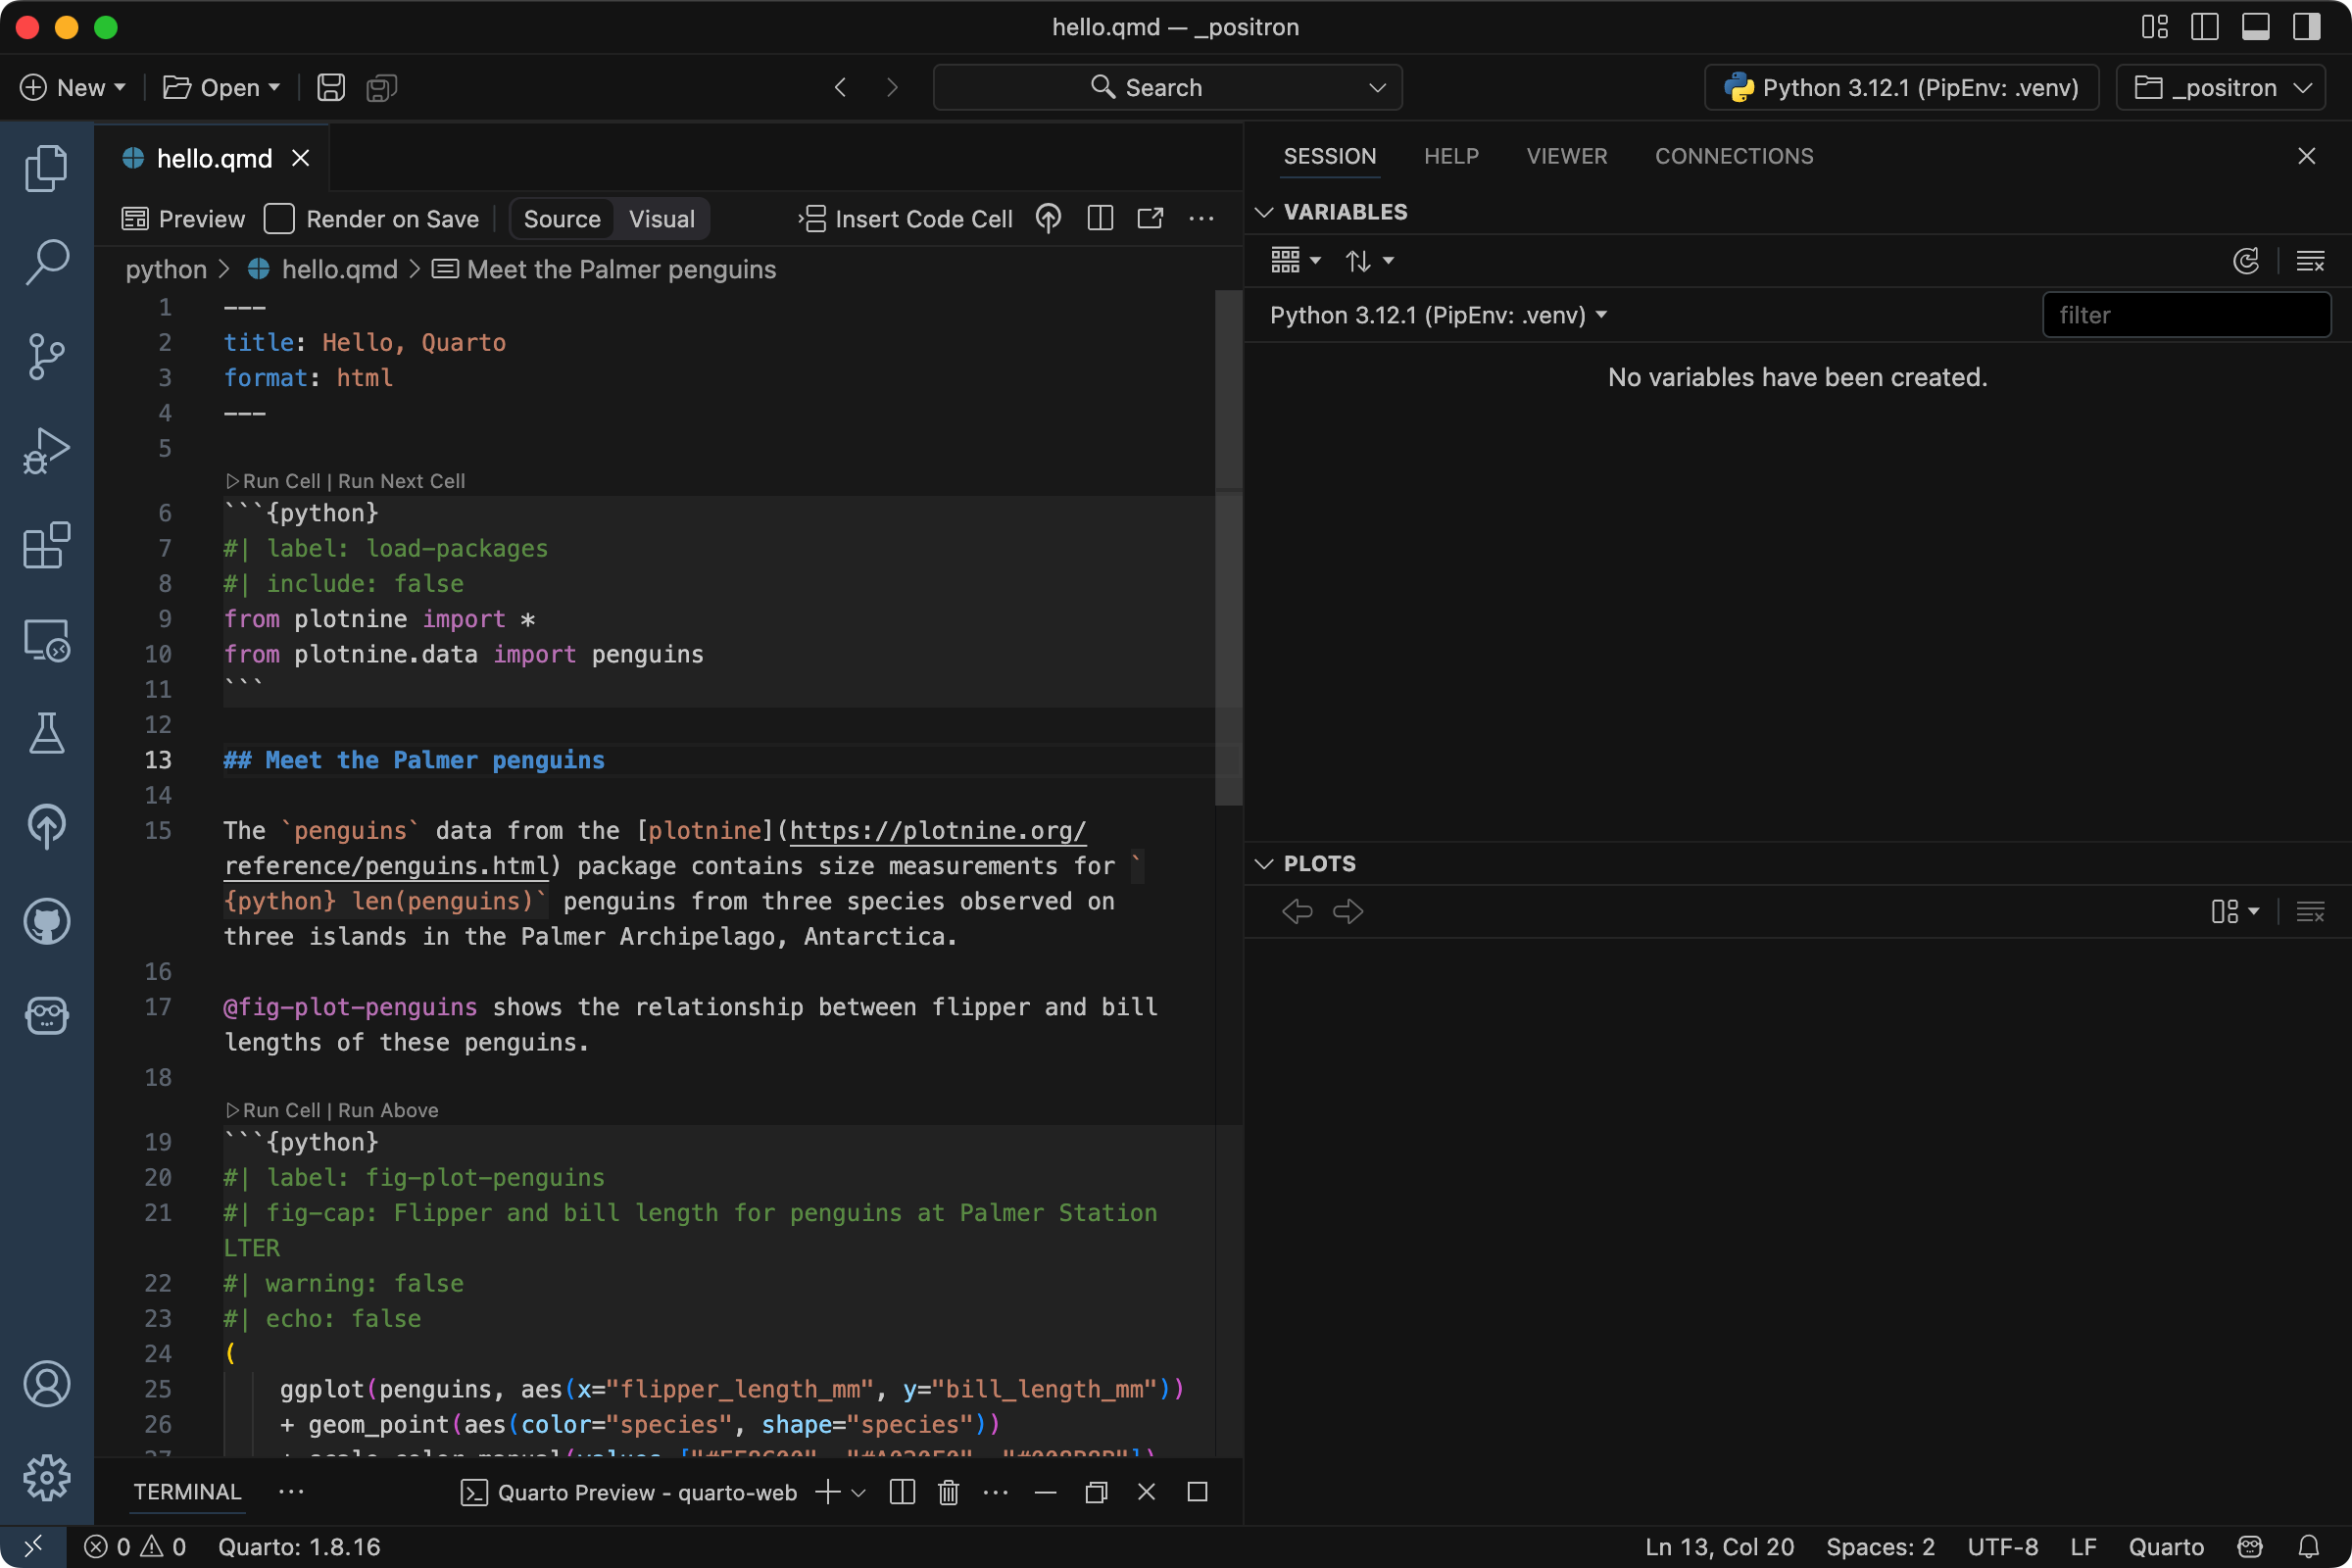 hello.qmd — _positron
New
Open
Search
Python 3.12.1 (PipEnv: .venv)
_positron
hello.qmd
Preview
Render on Save
Source
Visual
Insert Code Cell
python > hello.qmd > Meet the Palmer penguins
1 ---
2 title: Hello, Quarto
3 format: html
4 ---
5
Run Cell | Run Next Cell
6 ```{python}
7 #| label: load-packages
8 #| include: false
9 from plotnine import *
10 from plotnine.data import penguins
11 ```
12
13 ## Meet the Palmer penguins
14
15 The `penguins` data from the [plotnine](https://plotnine.org/
reference/penguins.html) package contains size measurements for `
{python} len(penguins)` penguins from three species observed on
three islands in the Palmer Archipelago, Antarctica.
16
17 @fig-plot-penguins shows the relationship between flipper and bill
lengths of these penguins.
18
Run Cell | Run Above
19 ```{python}
20 #| label: fig-plot-penguins
21 #| fig-cap: Flipper and bill length for penguins at Palmer Station
LTER
22 #| warning: false
23 #| echo: false
24 (
25 ggplot(penguins, aes(x="flipper_length_mm", y="bill_length_mm"))
26 + geom_point(aes(color="species", shape="species"))
TERMINAL
Quarto Preview - quarto-web
SESSION
HELP
VIEWER
CONNECTIONS
VARIABLES
Python 3.12.1 (PipEnv: .venv)
filter
No variables have been created.
PLOTS
0
0
Quarto: 1.8.16
Ln 13, Col 20
Spaces: 2
UTF-8
LF
Quarto